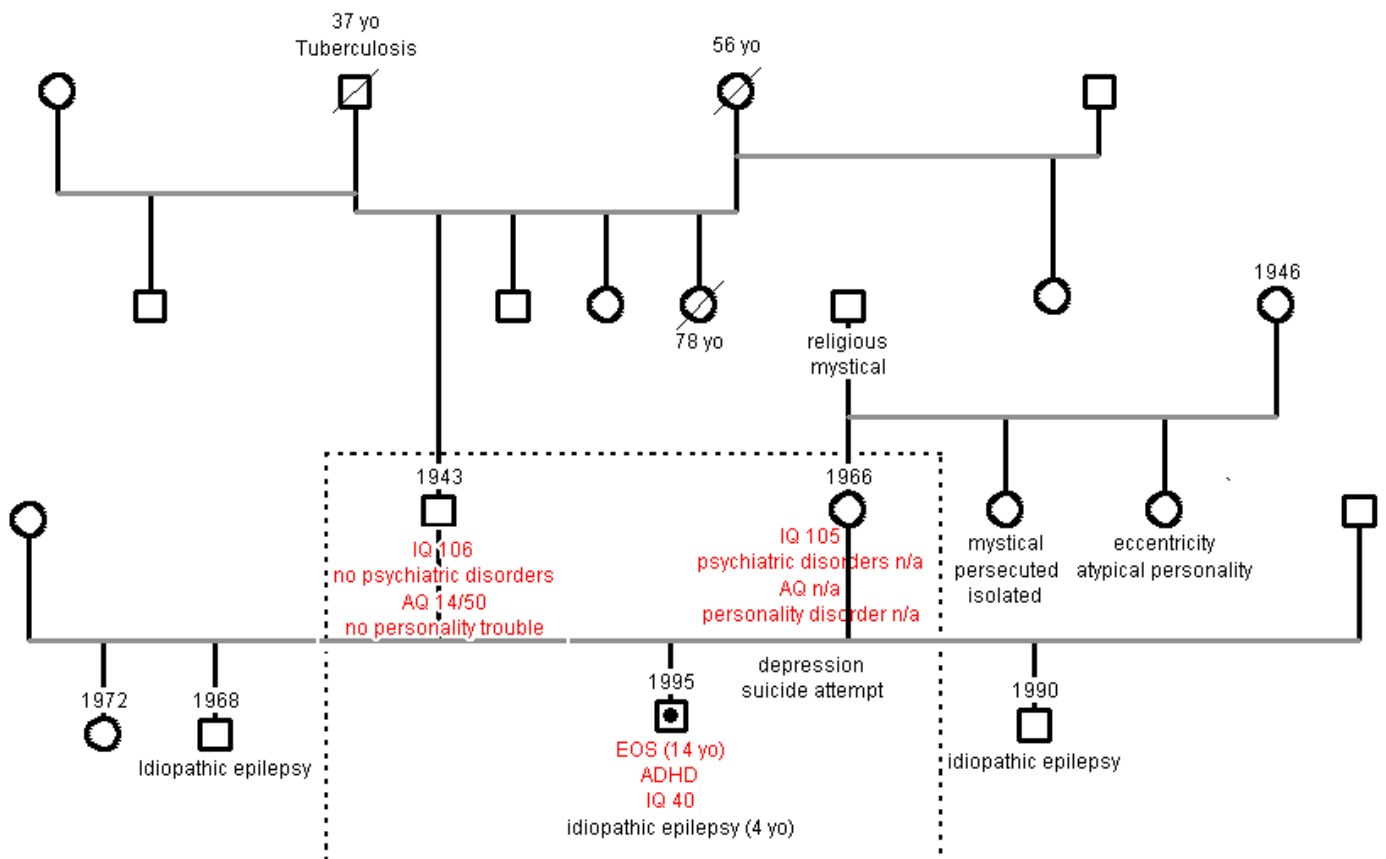 37 yo
Tuberculosis
56 yo
1946
78 yo
religious
mystical
1943
IQ 106
no psychiatric disorders
AQ 14/50
no personality trouble
1966
IQ 105
psychiatric disorders n/a
AQ n/a
personality disorder n/a
mystical
persecuted
isolated
eccentricity
atypical personality
depression
suicide attempt
1972
1968
Idiopathic epilepsy
1995
EOS (14 yo)
ADHD
IQ 40
idiopathic epilepsy (4 yo)
1990
idiopathic epilepsy